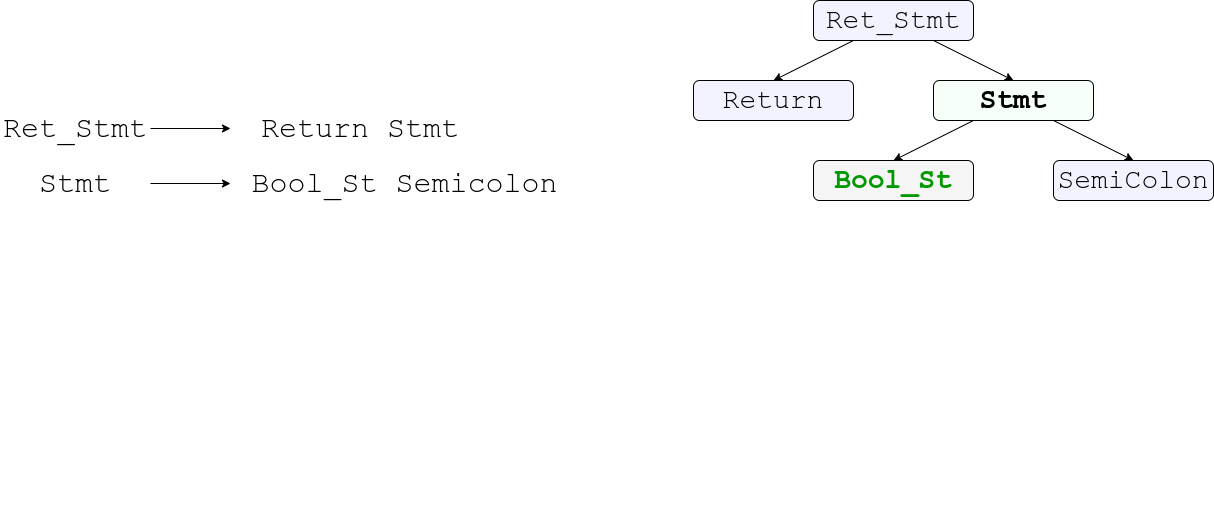 Ret_Stmt Return Stmt
Stmt Bool_St Semicolon
Ret_Stmt
Return Stmt
Bool_St SemiColon